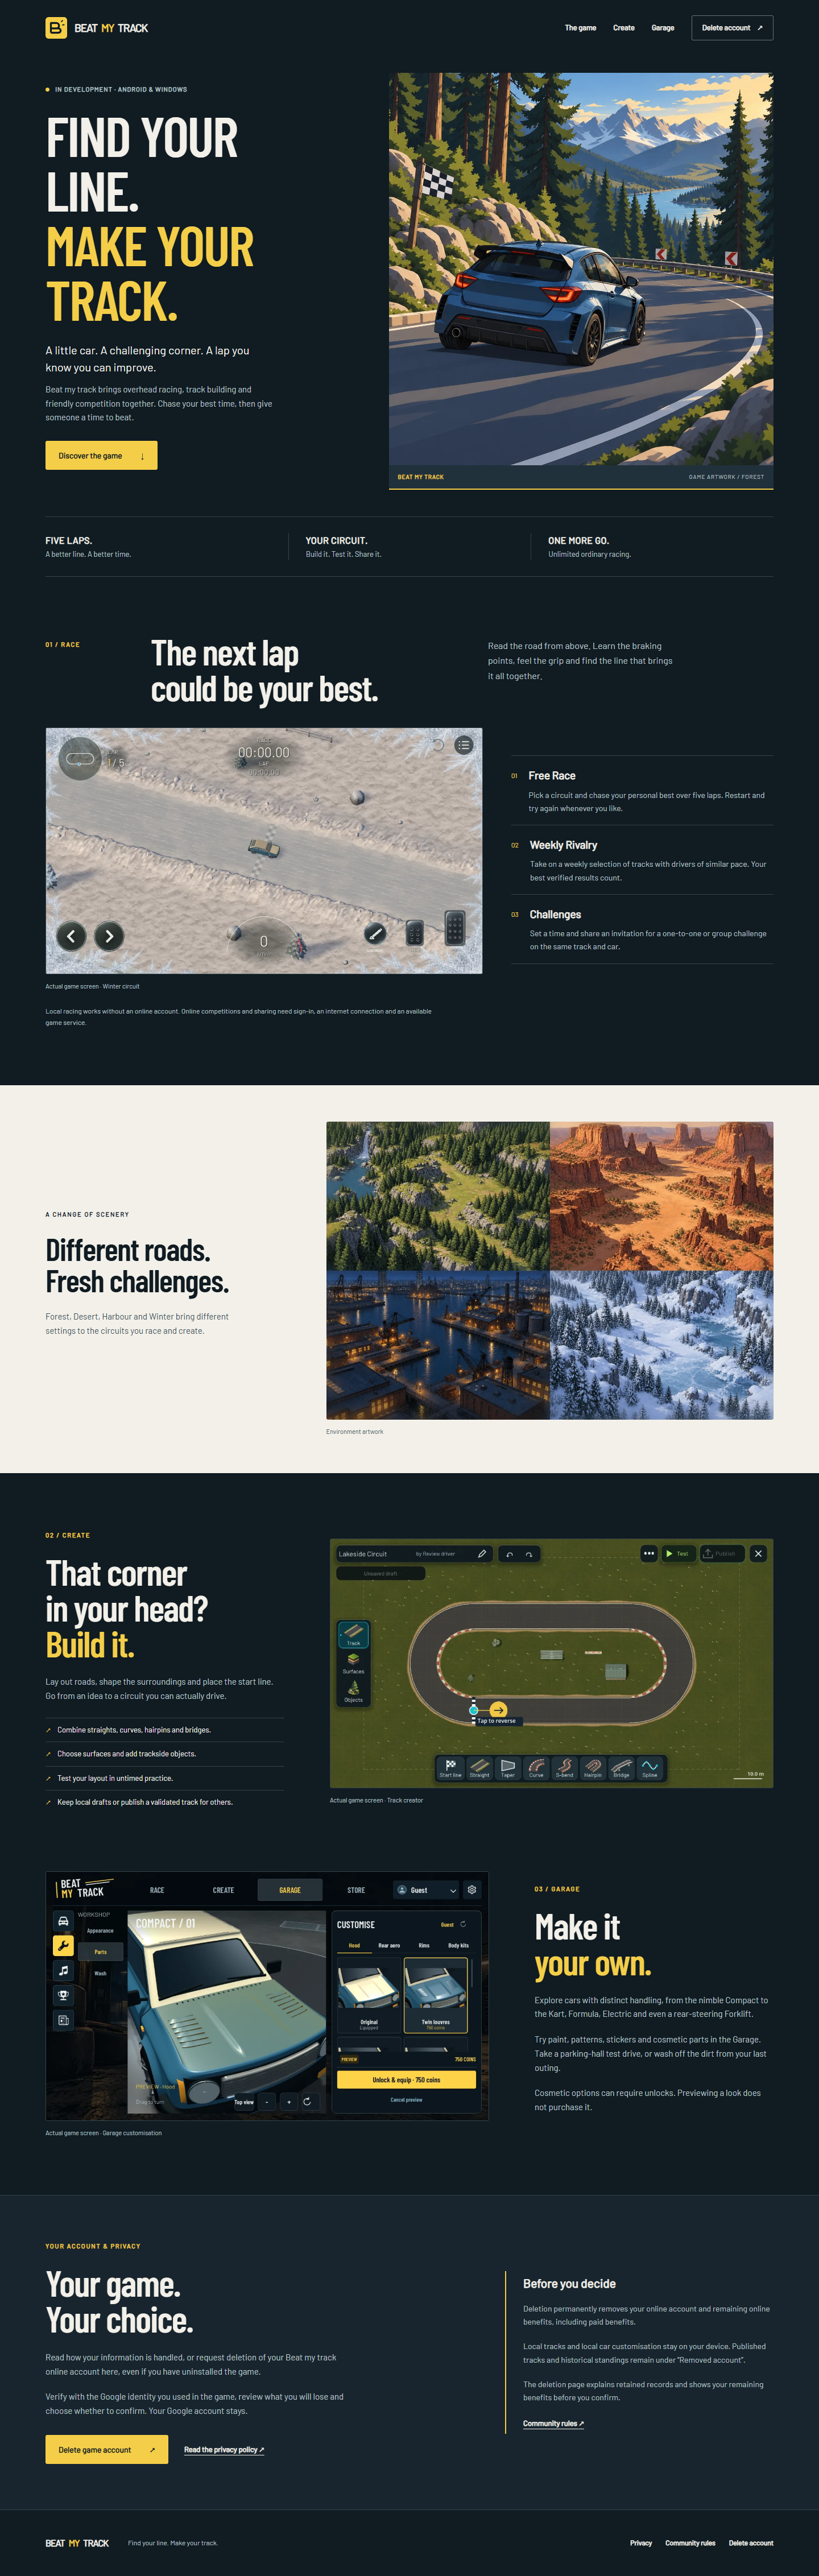 BEAT MY TRACK
The game
Create
Garage
Delete account ↗
IN DEVELOPMENT · ANDROID & WINDOWS
FIND YOUR
LINE.
MAKE YOUR
TRACK.
A little car. A challenging corner. A lap you
know you can improve.
Beat my track brings overhead racing, track building and
friendly competition together. Chase your best time, then give
someone a time to beat.
Discover the game ↓
BEAT MY TRACK
GAME ARTWORK / FOREST
FIVE LAPS.
A better line. A better time.
YOUR CIRCUIT.
Build it. Test it. Share it.
ONE MORE GO.
Unlimited ordinary racing.
01 / RACE
The next lap
could be your best.
Read the road from above. Learn the braking
points, feel the grip and find the line that brings
it all together.
1 / 5
00:00.00
LAP
00:00.00
0
Actual game screen · Winter circuit
Local racing works without an online account. Online competitions and sharing need sign-in, an internet connection and an available
game service.
01 Free Race
Pick a circuit and chase your personal best over five laps. Restart and
try again whenever you like.
02 Weekly Rivalry
Take on a weekly selection of tracks with drivers of similar pace. Your
best verified results count.
03 Challenges
Set a time and share an invitation for a one-to-one or group challenge
on the same track and car.
A CHANGE OF SCENERY
Different roads.
Fresh challenges.
Forest, Desert, Harbour and Winter bring different
settings to the circuits you race and create.
Environment artwork
02 / CREATE
That corner
in your head?
Build it.
Lay out roads, shape the surroundings and place the start line.
Go from an idea to a circuit you can actually drive.
↗ Combine straights, curves, hairpins and bridges.
↗ Choose surfaces and add trackside objects.
↗ Test your layout in untimed practice.
↗ Keep local drafts or publish a validated track for others.
Lakeside Circuit
by Review driver
Test
Publish
Unsaved draft
Track
Surfaces
Objects
Tap to reverse
Start line
Straight
Taper
Curve
S-bend
Hairpin
Bridge
Spline
10.0 m
Actual game screen · Track creator
BEAT
MY TRACK
RACE
CREATE
GARAGE
STORE
Guest
WORKSHOP
Appearance
Parts
Wash
COMPACT / 01
PREVIEW · Hood
Drag to turn
Top view
-
+
CUSTOMISE
Guest
Hood
Rear aero
Rims
Body kits
Original
Equipped
Twin louvres
750 coins
PREVIEW
750 COINS
Unlock & equip · 750 coins
Cancel preview
Actual game screen · Garage customisation
03 / GARAGE
Make it
your own.
Explore cars with distinct handling, from the nimble Compact to
the Kart, Formula, Electric and even a rear-steering Forklift.
Try paint, patterns, stickers and cosmetic parts in the Garage.
Take a parking-hall test drive, or wash off the dirt from your last
outing.
Cosmetic options can require unlocks. Previewing a look does
not purchase it.
YOUR ACCOUNT & PRIVACY
Your game.
Your choice.
Read how your information is handled, or request deletion of your Beat my track
online account here, even if you have uninstalled the game.
Verify with the Google identity you used in the game, review what you will lose and
choose whether to confirm. Your Google account stays.
Delete game account ↗
Read the privacy policy ↗
Before you decide
Deletion permanently removes your online account and remaining online
benefits, including paid benefits.
Local tracks and local car customisation stay on your device. Published
tracks and historical standings remain under "Removed account".
The deletion page explains retained records and shows your remaining
benefits before you confirm.
Community rules ↗
BEAT MY TRACK
Find your line. Make your track.
Privacy
Community rules
Delete account